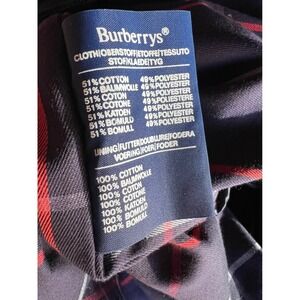 Burberrys®
CLOTH/OBERSTOFF/ETOFFE/TESSUTO
STOF/KLAEDE/TYG
51% COTTON 49% POLYESTER
51% BAUMWOLLE 49% POLYESTER
51% COTON 49% POLYESTER
51% COTONE 49% POLYESTER
51% KATOEN 49% POLYESTER
51% BOMULD 49% POLYESTER
51% BOMULL 49% POLYESTER
LINING/FUTTER/DOUBLURE/FODERA
VOERING/FOER/FODER
100% COTTON
100% BAUMWOLLE
100% COTON
100% COTONE
100% KATOEN
100% BOMULD
100% BOMULL